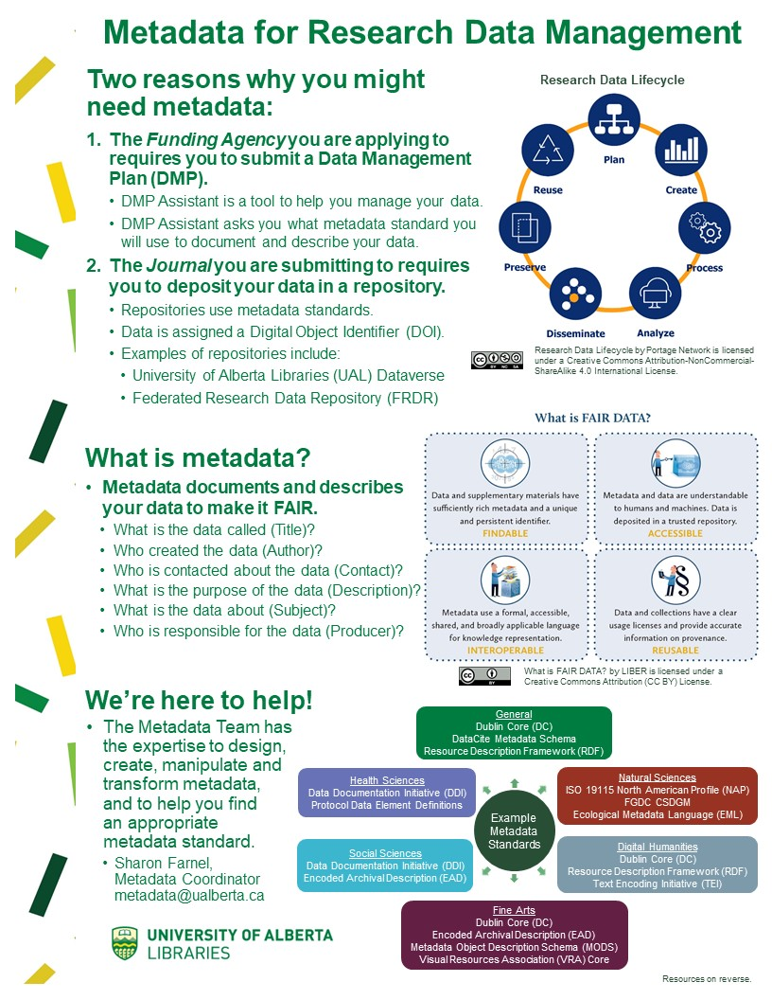 Metadata for Research Data Management
Two reasons why you might
need metadata:
1. The Funding Agency you are applying to
requires you to submit a Data Management
Plan (DMP).
• DMP Assistant is a tool to help you manage your data.
• DMP Assistant asks you what metadata standard you
will use to document and describe your data.
2. The Journal you are submitting to requires
you to deposit your data in a repository.
• Repositories use metadata standards.
• Data is assigned a Digital Object Identifier (DOI).
• Examples of repositories include:
• University of Alberta Libraries (UAL) Dataverse
• Federated Research Data Repository (FRDR)
Research Data Lifecycle
Plan
Create
Process
Analyze
Disseminate
Preserve
Reuse
CC BY NC SA
Research Data Lifecycle by Portage Network is licensed
under a Creative Commons Attribution-NonCommercial-
ShareAlike 4.0 International License.
What is metadata?
• Metadata documents and describes
your data to make it FAIR.
• What is the data called (Title)?
• Who created the data (Author)?
• Who is contacted about the data (Contact)?
• What is the purpose of the data (Description)?
• What is the data about (Subject)?
• Who is responsible for the data (Producer)?
What is FAIR DATA?
Data and supplementary materials have
sufficiently rich metadata and a unique
and persistent identifier.
FINDABLE
Metadata and data are understandable
to humans and machines. Data is
deposited in a trusted repository.
ACCESSIBLE
Metadata use a formal, accessible,
shared, and broadly applicable language
for knowledge representation.
INTEROPERABLE
Data and collections have a clear
usage licenses and provide accurate
information on provenance.
REUSABLE
CC BY
What is FAIR DATA? by LIBER is licensed under a
Creative Commons Attribution (CC BY) License.
We're here to help!
• The Metadata Team has
the expertise to design,
create, manipulate and
transform metadata,
and to help you find
an appropriate
metadata standard.
• Sharon Farnel,
Metadata Coordinator
metadata@ualberta.ca
General
Dublin Core (DC)
DataCite Metadata Schema
Resource Description Framework (RDF)
Health Sciences
Data Documentation Initiative (DDI)
Protocol Data Element Definitions
Natural Sciences
ISO 19115 North American Profile (NAP)
FGDC CSDGM
Ecological Metadata Language (EML)
Example
Metadata
Standards
Social Sciences
Data Documentation Initiative (DDI)
Encoded Archival Description (EAD)
Digital Humanities
Dublin Core (DC)
Resource Description Framework (RDF)
Text Encoding Initiative (TEI)
Fine Arts
Dublin Core (DC)
Encoded Archival Description (EAD)
Metadata Object Description Schema (MODS)
Visual Resources Association (VRA) Core
UNIVERSITY OF ALBERTA
LIBRARIES
Resources on reverse.